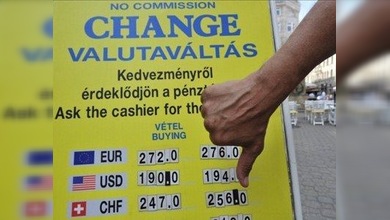 NO COMMISSION
CHANGE
VALUTAVÁLTÁS
Kedvezményről
érdeklődjön a
Ask the cashier for the
VÉTEL
BUYING
EUR 272.0 276.0
USD 190.0 194.
CHF 247.0 256.0